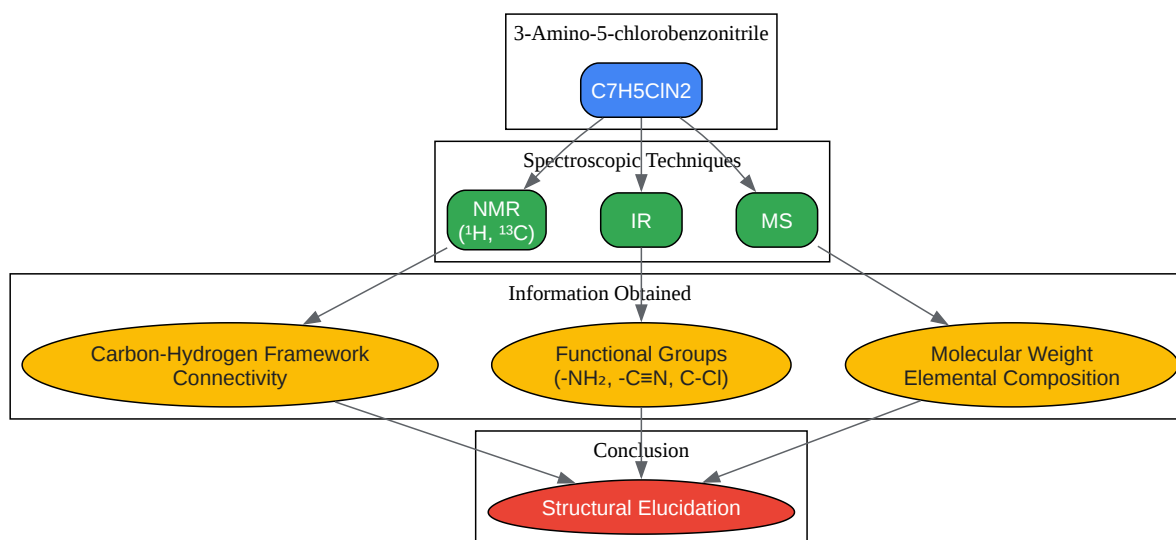 3-Amino-5-chlorobenzonitrile
C7H5ClN2
Spectroscopic Techniques
NMR
(¹H, ¹³C)
IR
MS
Information Obtained
Carbon-Hydrogen Framework
Connectivity
Functional Groups
(-NH₂, -C≡N, C-Cl)
Molecular Weight
Elemental Composition
Conclusion
Structural Elucidation